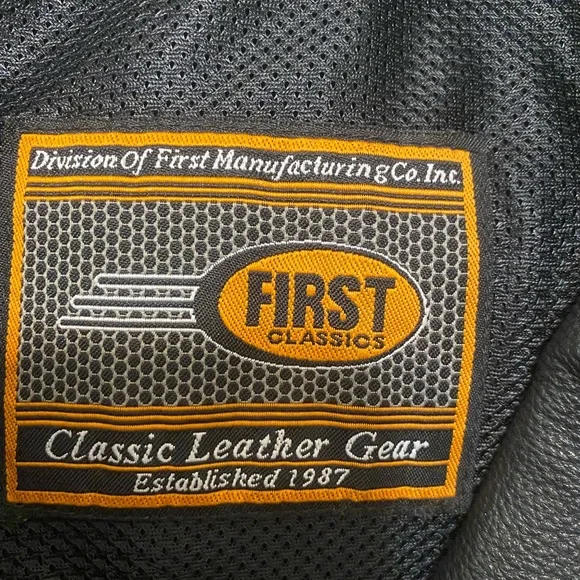 Division Of First Manufacturing Co. Inc.
FIRST
CLASSICS
Classic Leather Gear
Established 1987